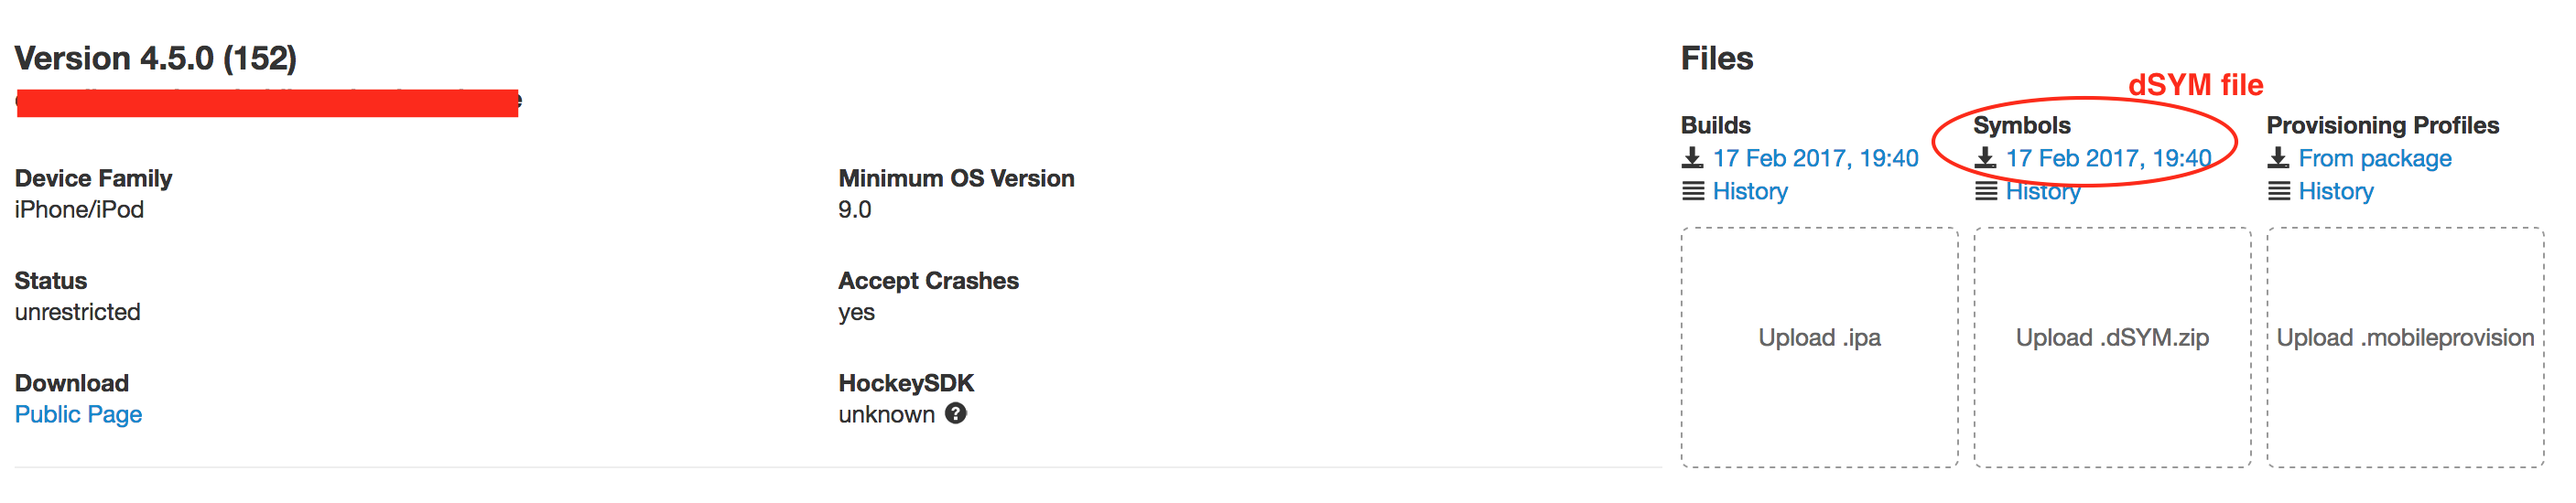 Version 4.5.0 (152)
Device Family
iPhone/iPod
Minimum OS Version
9.0
Status
unrestricted
Accept Crashes
yes
Download
Public Page
HockeySDK
unknown
Files
dSYM file
Builds
17 Feb 2017, 19:40
History
Symbols
17 Feb 2017, 19:40
History
Provisioning Profiles
From package
History
Upload .ipa
Upload .dSYM.zip
Upload .mobileprovision